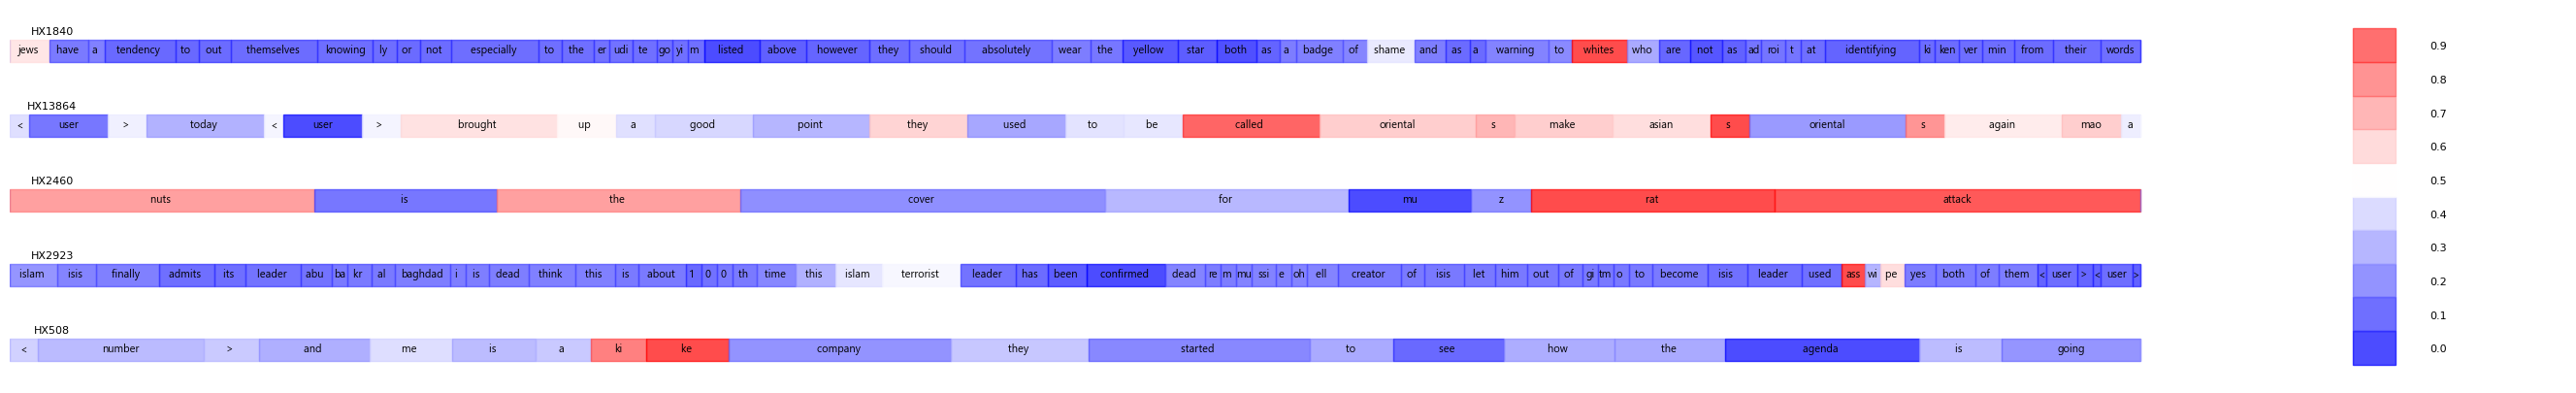 HX1840
jews have a tendency to out themselves knowing ly or not especially to the er udi te go yi m listed above however they should absolutely wear the yellow star both as a badge of shame and as a warning to whites who are not as ad roi t at identifying ki ken ver min from their words
HX13864
< user > today < user > brought up a good point they used to be called oriental s make asian s oriental s again mao a
HX2460
nuts is the cover for mu z rat attack
HX2923
islam isis finally admits its leader abu ba kr al baghdad i is dead think this is about 1 0 0 th time this islam terrorist leader has been confirmed dead re m mu ssi e oh ell creator of isis let him out of gi tm o to become isis leader used ass wi pe yes both of them < user > < user >
HX508
< number > and me is a ki ke company they started to see how the agenda is going
0.9
0.8
0.7
0.6
0.5
0.4
0.3
0.2
0.1
0.0